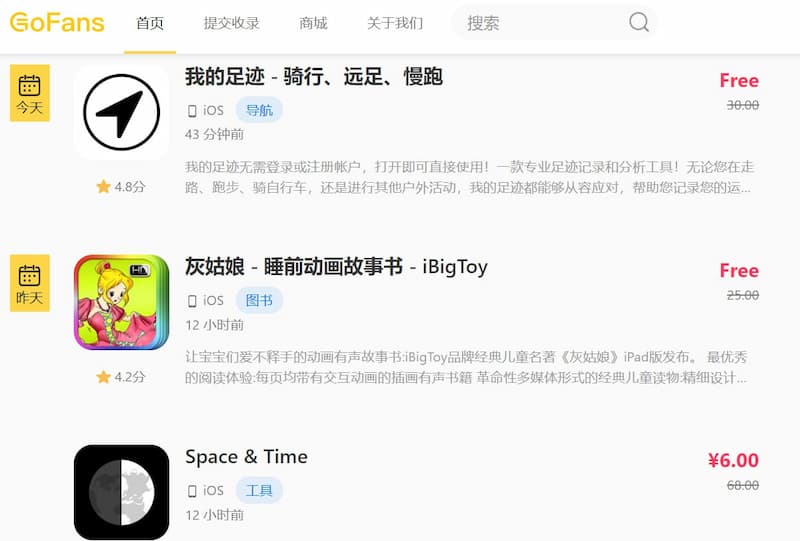 GoFans 首页 提交收录 商城 关于我们 搜索
今天
我的足迹 - 骑行、远足、慢跑 Free
iOS 导航 30.00
43 分钟前
我的足迹无需登录或注册帐户，打开即可直接使用！一款专业足迹记录和分析工具！无论您在走
4.8分 路、跑步、骑自行车，还是进行其他户外活动，我的足迹都能够从容应对，帮助您记录您的运...
昨天
灰姑娘 - 睡前动画故事书 - iBigToy Free
iOS 图书 25.00
12 小时前
让宝宝们爱不释手的动画有声故事书:iBigToy品牌经典儿童名著《灰姑娘》iPad版发布。 最优秀
4.2分 的阅读体验:每页均带有交互动画的插画有声书籍 革命性多媒体形式的经典儿童读物:精细设计...
Space & Time ¥6.00
iOS 工具 68.00
12 小时前